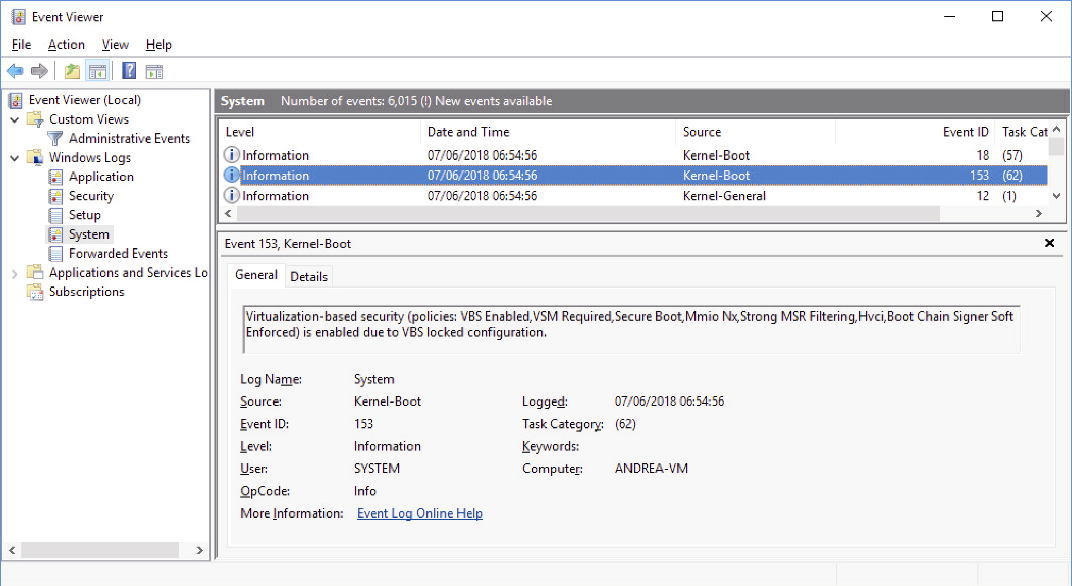 Event Viewer
File Action View Help
Event Viewer (Local)
Custom Views
Administrative Events
Windows Logs
Application
Security
Setup
System
Forwarded Events
Applications and Services Lo
Subscriptions
System Number of events: 6,015 (!) New events available
Level Date and Time Source Event ID Task Cat
Information 07/06/2018 06:54:56 Kernel-Boot 18 (57)
Information 07/06/2018 06:54:56 Kernel-Boot 153 (62)
Information 07/06/2018 06:54:56 Kernel-General 12 (1)
Event 153, Kernel-Boot
General Details
Virtualization-based security (policies: VBS Enabled,VSM Required,Secure Boot,Mmio Nx,Strong MSR Filtering,Hvci,Boot Chain Signer Soft
Enforced) is enabled due to VBS locked configuration.
Log Name: System
Source: Kernel-Boot Logged: 07/06/2018 06:54:56
Event ID: 153 Task Category: (62)
Level: Information Keywords:
User: SYSTEM Computer: ANDREA-VM
OpCode: Info
More Information: Event Log Online Help